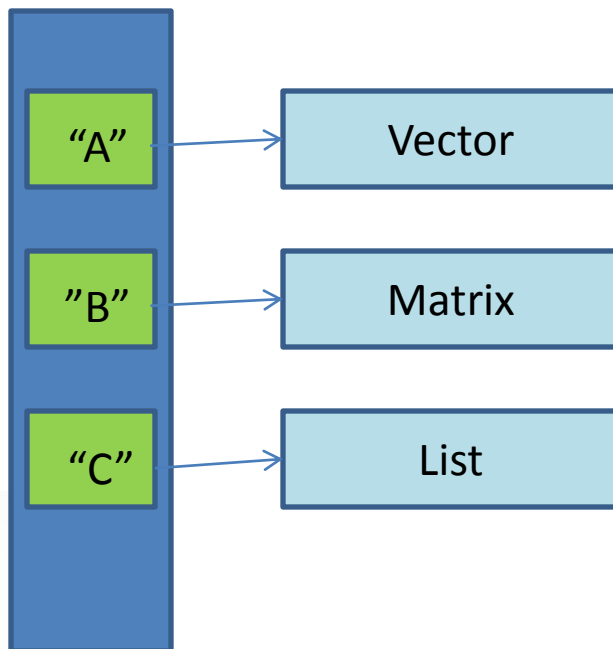 “A”
Vector
”B”
Matrix
“C”
List